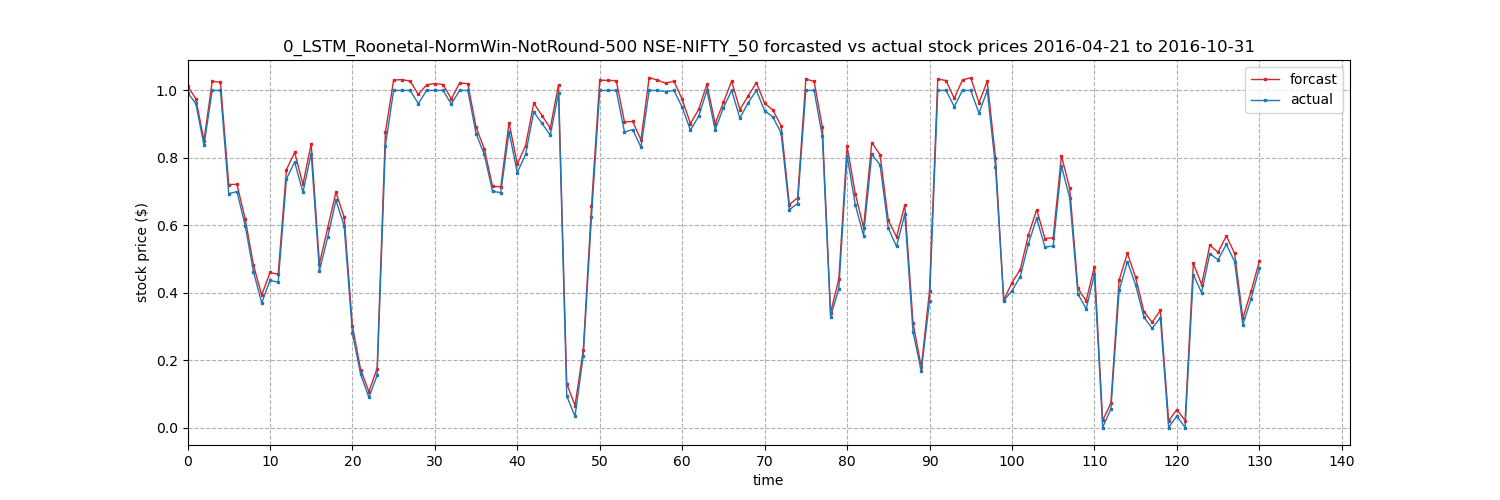 0_LSTM_Roonetal-NormWin-NotRound-500 NSE-NIFTY_50 forcasted vs actual stock prices 2016-04-21 to 2016-10-31
forcast
actual
stock price ($)
1.0
0.8
0.6
0.4
0.2
0.0
0 10 20 30 40 50 60 70 80 90 100 110 120 130 140
time